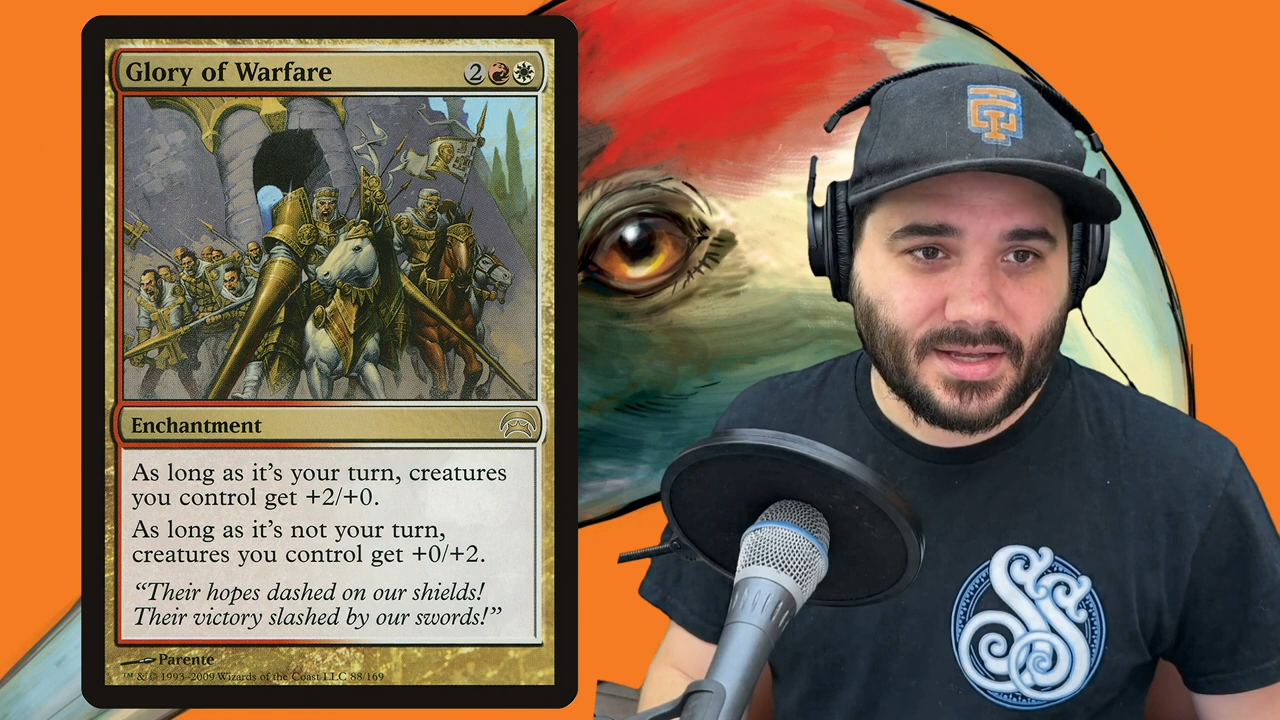 Glory of Warfare
2
Enchantment
As long as it's your turn, creatures
you control get +2/+0.
As long as it's not your turn,
creatures you control get +0/+2.
“Their hopes dashed on our shields!
Their victory slashed by our swords!”
Parente
™ & © 1993–2009 Wizards of the Coast LLC 88/169